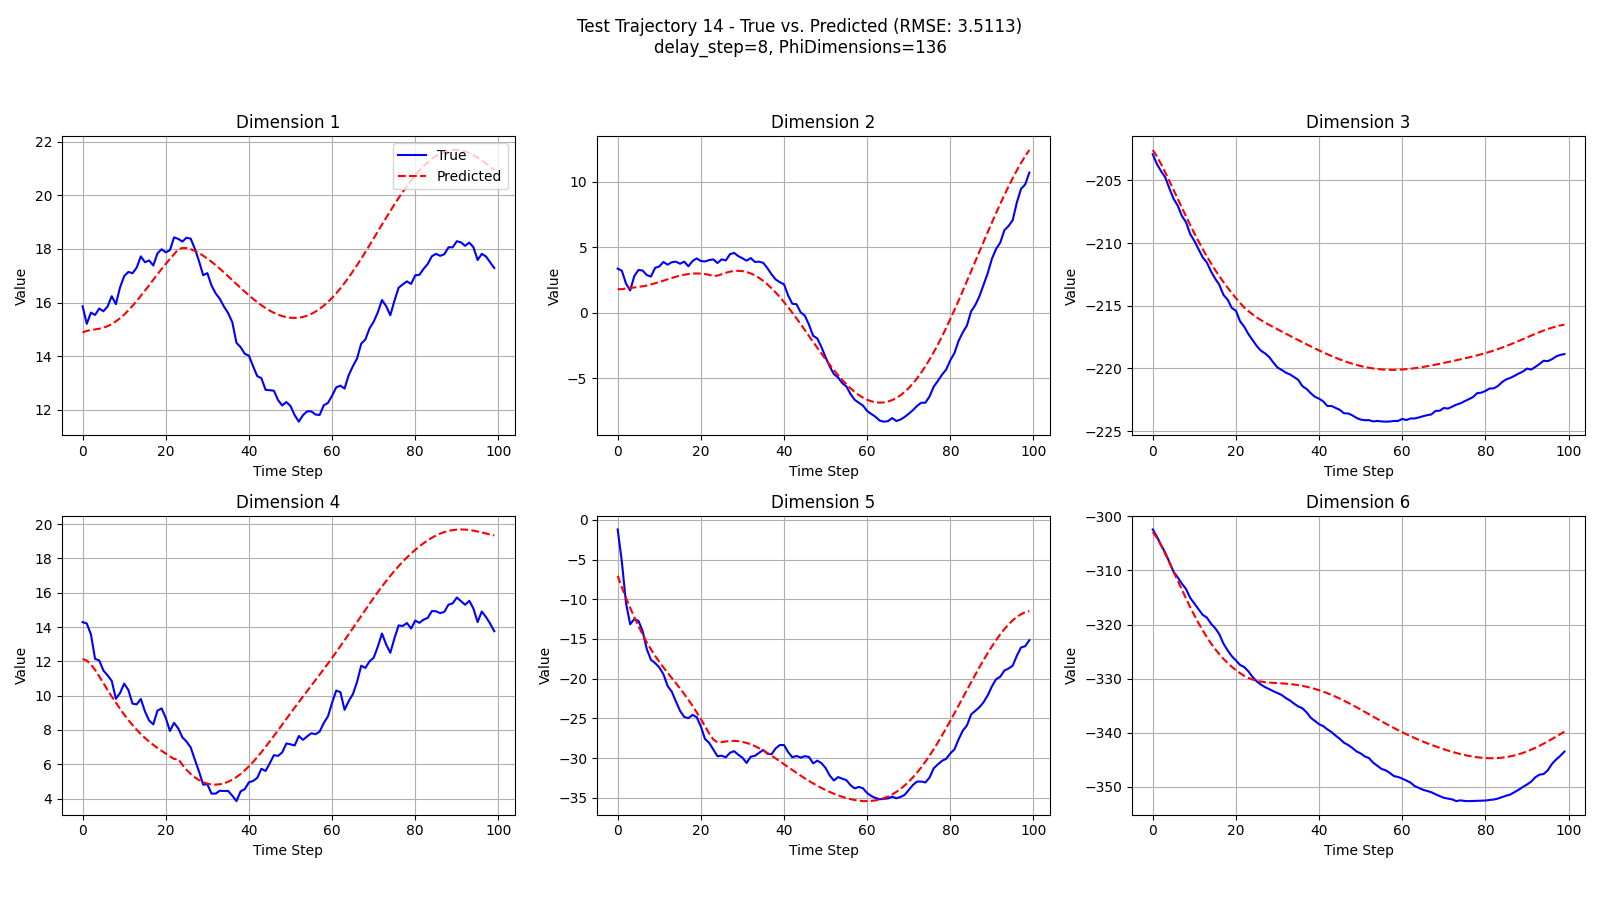 Test Trajectory 14 - True vs. Predicted (RMSE: 3.5113)
delay_step=8, PhiDimensions=136
Dimension 1
22
20
18
16
14
12
Value
0 20 40 60 80 100
Time Step
True
Predicted
Dimension 2
10
5
0
−5
Value
0 20 40 60 80 100
Time Step
Dimension 3
−205
−210
−215
−220
−225
Value
0 20 40 60 80 100
Time Step
Dimension 4
20
18
16
14
12
10
8
6
4
Value
0 20 40 60 80 100
Time Step
Dimension 5
0
−5
−10
−15
−20
−25
−30
−35
Value
0 20 40 60 80 100
Time Step
Dimension 6
−300
−310
−320
−330
−340
−350
Value
0 20 40 60 80 100
Time Step